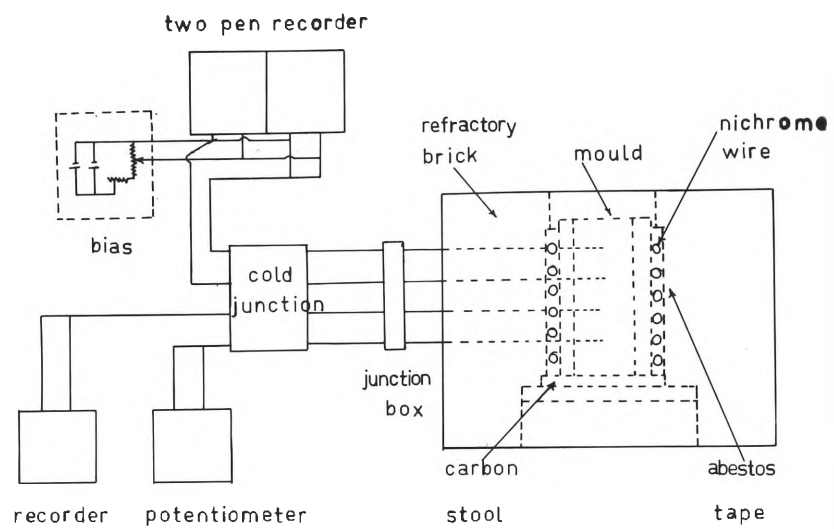 two pen recorder
refractory
brick
mould
nichrome
wire
bias
cold
junction
junction
box
carbon
stool
abestos
tape
recorder
potentiometer